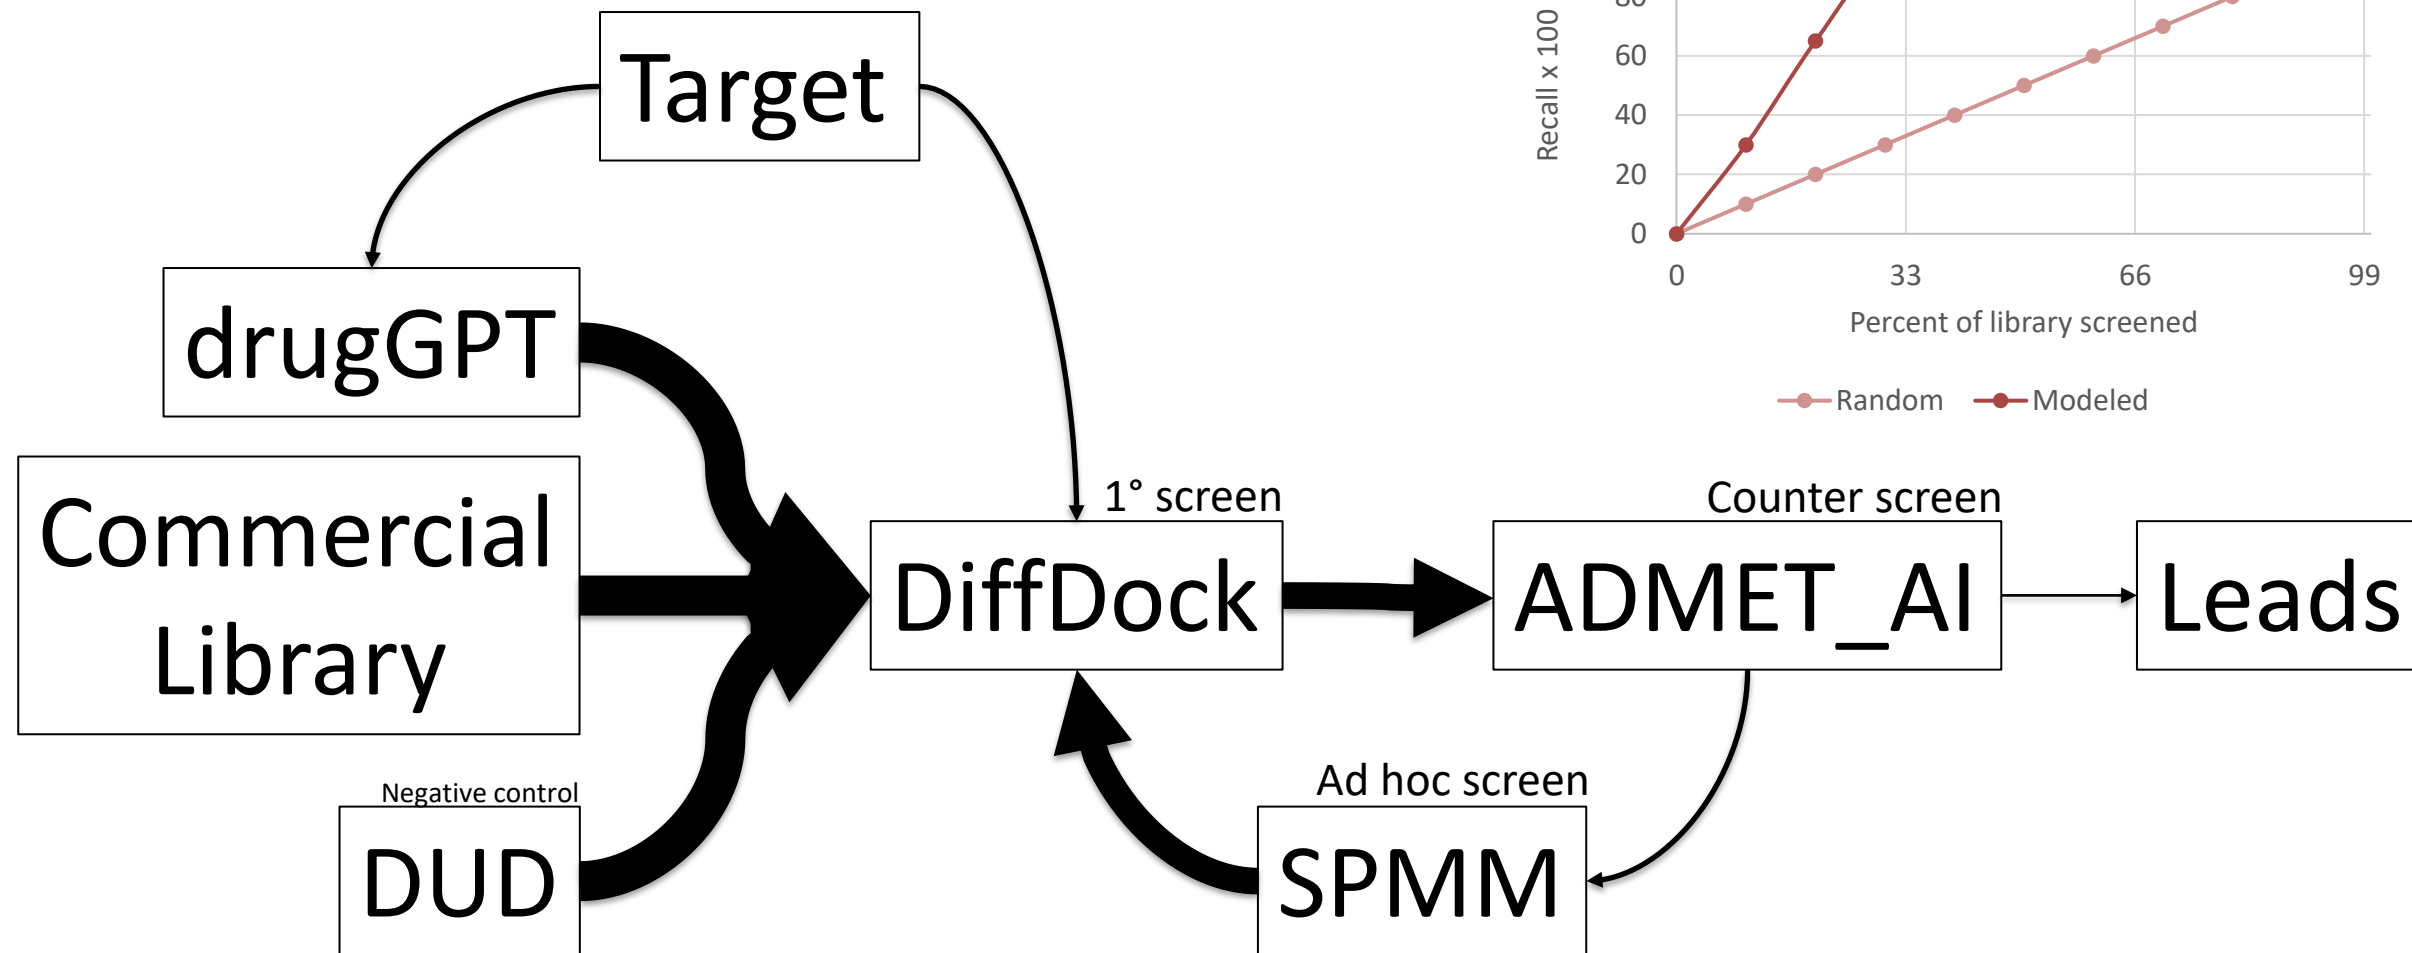 Target
80
60
40
20
0
Recall x 100
0 33 66 99
Percent of library screened
Random Modeled
drugGPT
Commercial
Library
Negative control
DUD
1° screen
DiffDock
Counter screen
ADMET_AI
Leads
Ad hoc screen
SPMM